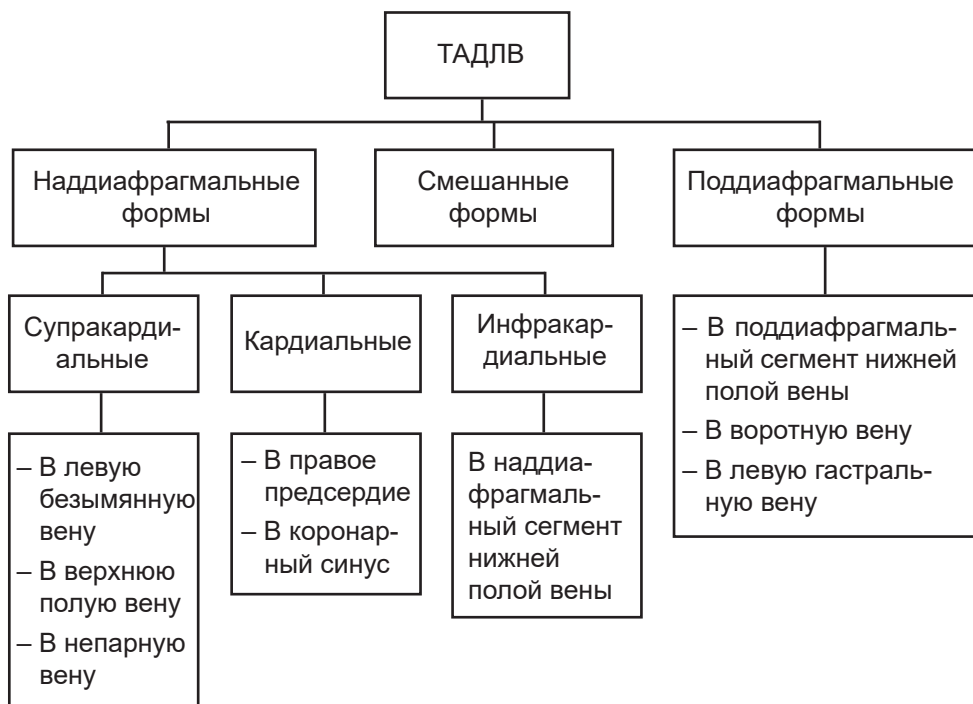 ТАДЛВ
Наддиафрагмальные
формы
Смешанные
формы
Поддиафрагмальные
формы
Супракарди-
альные
Кардиальные
Инфракар-
диальные
– В левую
безымянную
вену
– В верхнюю
полую вену
– В непарную
вену
– В правое
предсердие
– В коронар-
ный синус
В наддиа-
фрагмаль-
ный сегмент
нижней
полой вены
– В поддиафрагмаль-
ный сегмент нижней
полой вены
– В воротную вену
– В левую гастраль-
ную вену